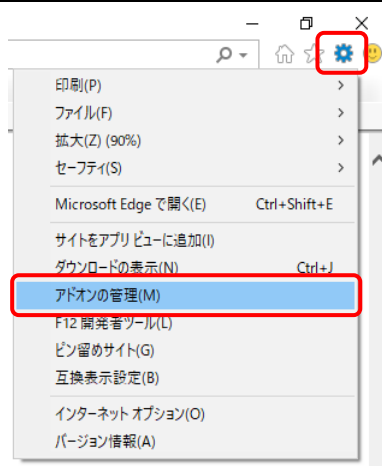 印刷(P)
ファイル(F)
拡大(Z) (90%)
セーフティ(S)
Microsoft Edge で開く(E) Ctrl+Shift+E
サイトをアプリ ビューに追加(I)
ダウンロードの表示(N) Ctrl+J
アドオンの管理(M)
F12 開発者ツール(L)
ピン留めサイト(G)
互換表示設定(B)
インターネット オプション(O)
バージョン情報(A)